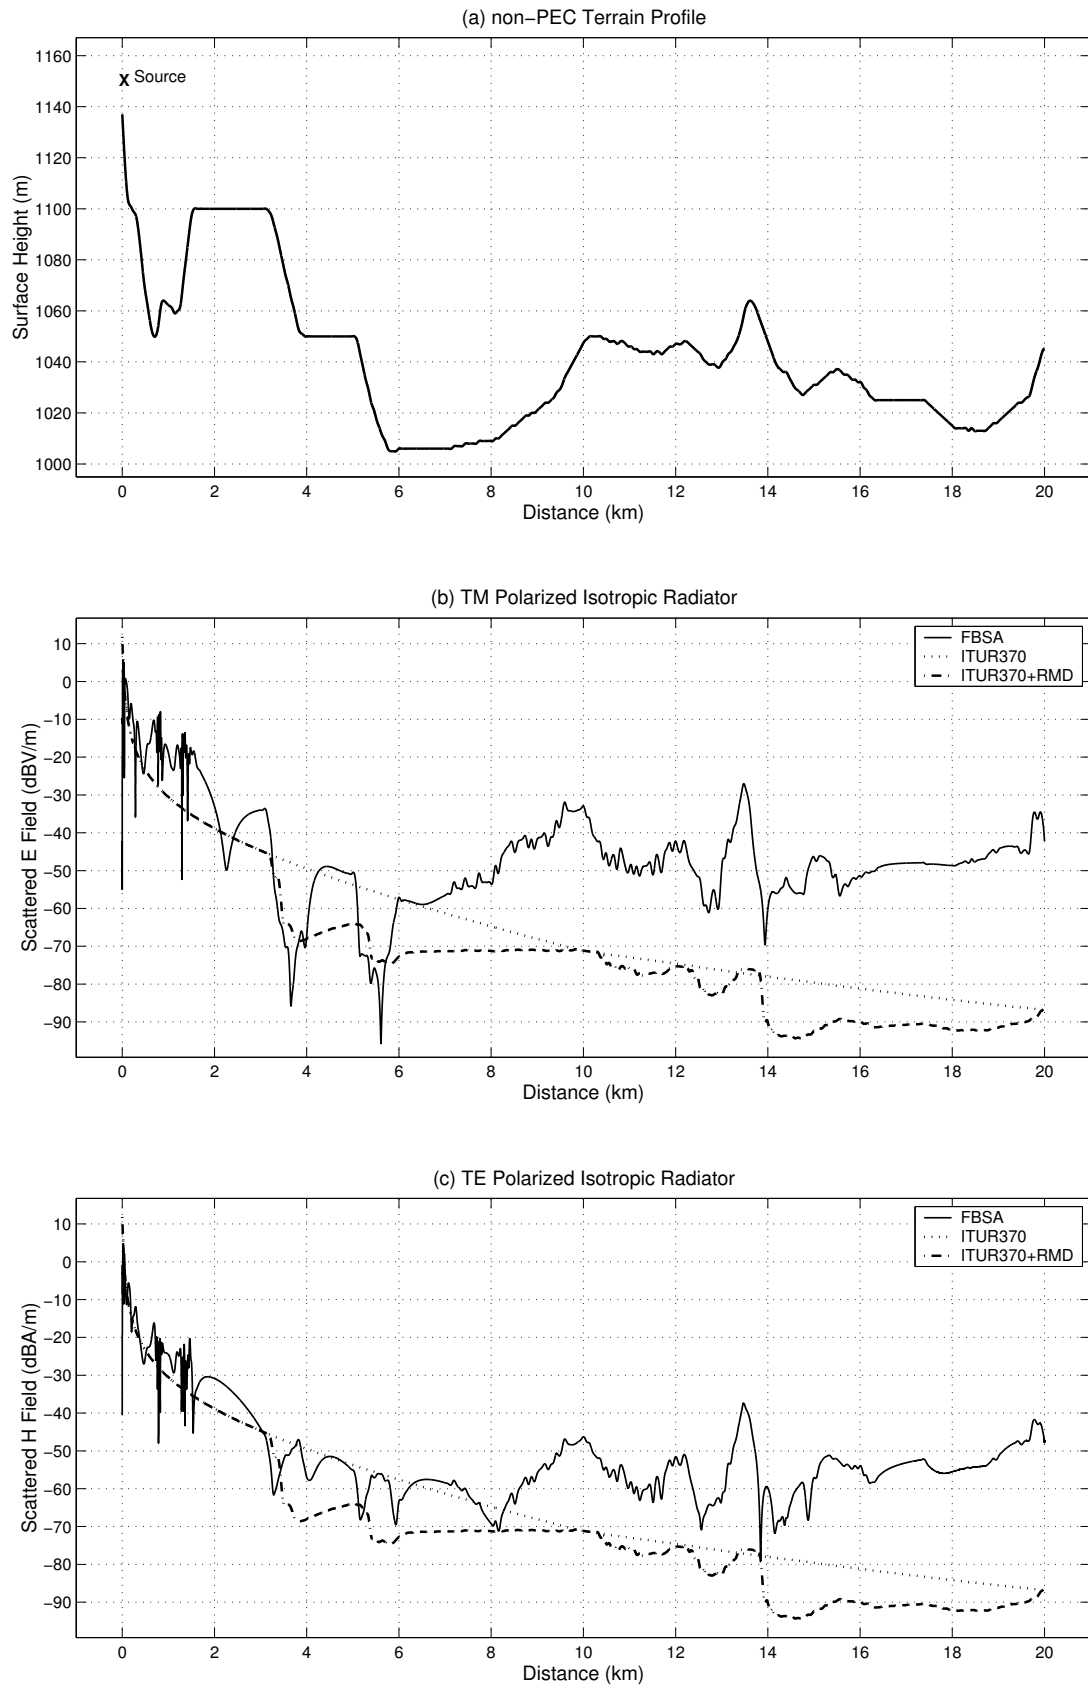 (a) non−PEC Terrain Profile
1160
1140
1120
1100
1080
1060
1040
1020
1000
Surface Height (m)
x Source
0 2 4 6 8 10 12 14 16 18 20
Distance (km)
(b) TM Polarized Isotropic Radiator
10
0
−10
−20
−30
−40
−50
−60
−70
−80
−90
Scattered E Field (dBV/m)
FBSA
ITUR370
ITUR370+RMD
0 2 4 6 8 10 12 14 16 18 20
Distance (km)
(c) TE Polarized Isotropic Radiator
10
0
−10
−20
−30
−40
−50
−60
−70
−80
−90
Scattered H Field (dBA/m)
FBSA
ITUR370
ITUR370+RMD
0 2 4 6 8 10 12 14 16 18 20
Distance (km)